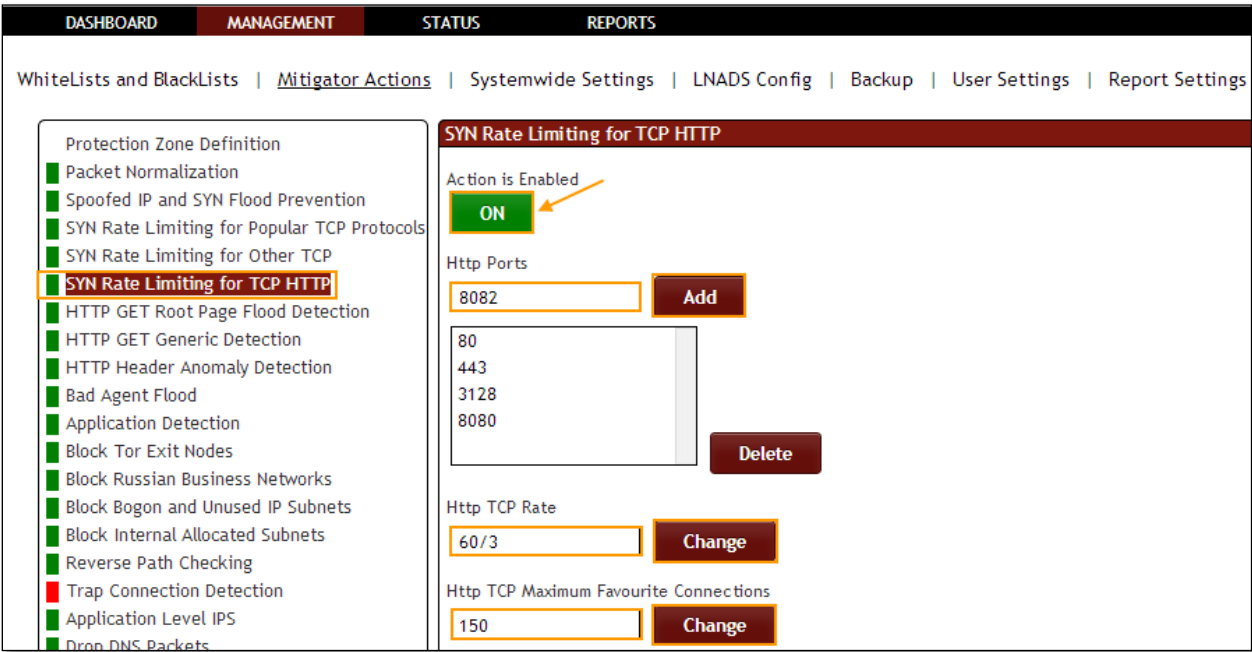 DASHBOARD MANAGEMENT STATUS REPORTS
WhiteLists and BlackLists | Mitigator Actions | Systemwide Settings | LNADS Config | Backup | User Settings | Report Settings
Protection Zone Definition
Packet Normalization
Spoofed IP and SYN Flood Prevention
SYN Rate Limiting for Popular TCP Protocols
SYN Rate Limiting for Other TCP
SYN Rate Limiting for TCP HTTP
HTTP GET Root Page Flood Detection
HTTP GET Generic Detection
HTTP Header Anomaly Detection
Bad Agent Flood
Application Detection
Block Tor Exit Nodes
Block Russian Business Networks
Block Bogon and Unused IP Subnets
Block Internal Allocated Subnets
Reverse Path Checking
Trap Connection Detection
Application Level IPS
Drop DNS Packets
SYN Rate Limiting for TCP HTTP
Action is Enabled
ON
Http Ports
8082 Add
80
443
3128
8080
Delete
Http TCP Rate
60/3 Change
Http TCP Maximum Favourite Connections
150 Change